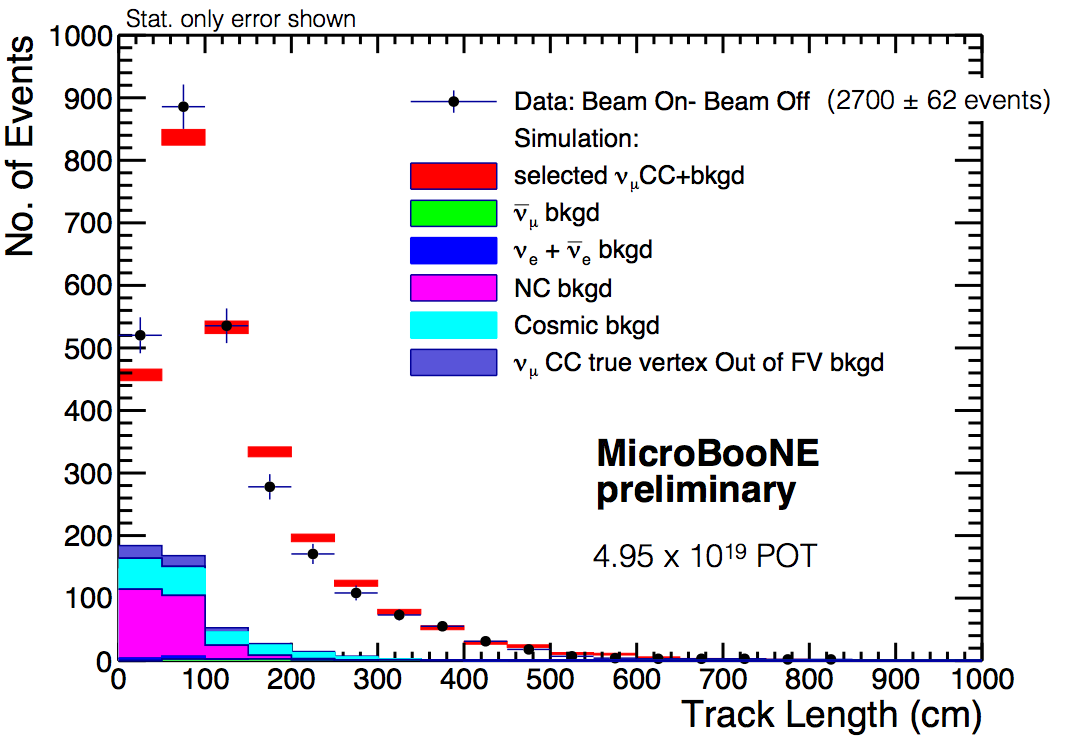 Stat. only error shown
No. of Events
1000
900
800
700
600
500
400
300
200
100
0
Data: Beam On- Beam Off (2700 ± 62 events)
Simulation:
selected νμCC+bkgd
ν̅μ bkgd
νe + ν̅e bkgd
NC bkgd
Cosmic bkgd
νμ CC true vertex Out of FV bkgd
MicroBooNE
preliminary
4.95 x 10¹⁹ POT
0 100 200 300 400 500 600 700 800 900 1000
Track Length (cm)